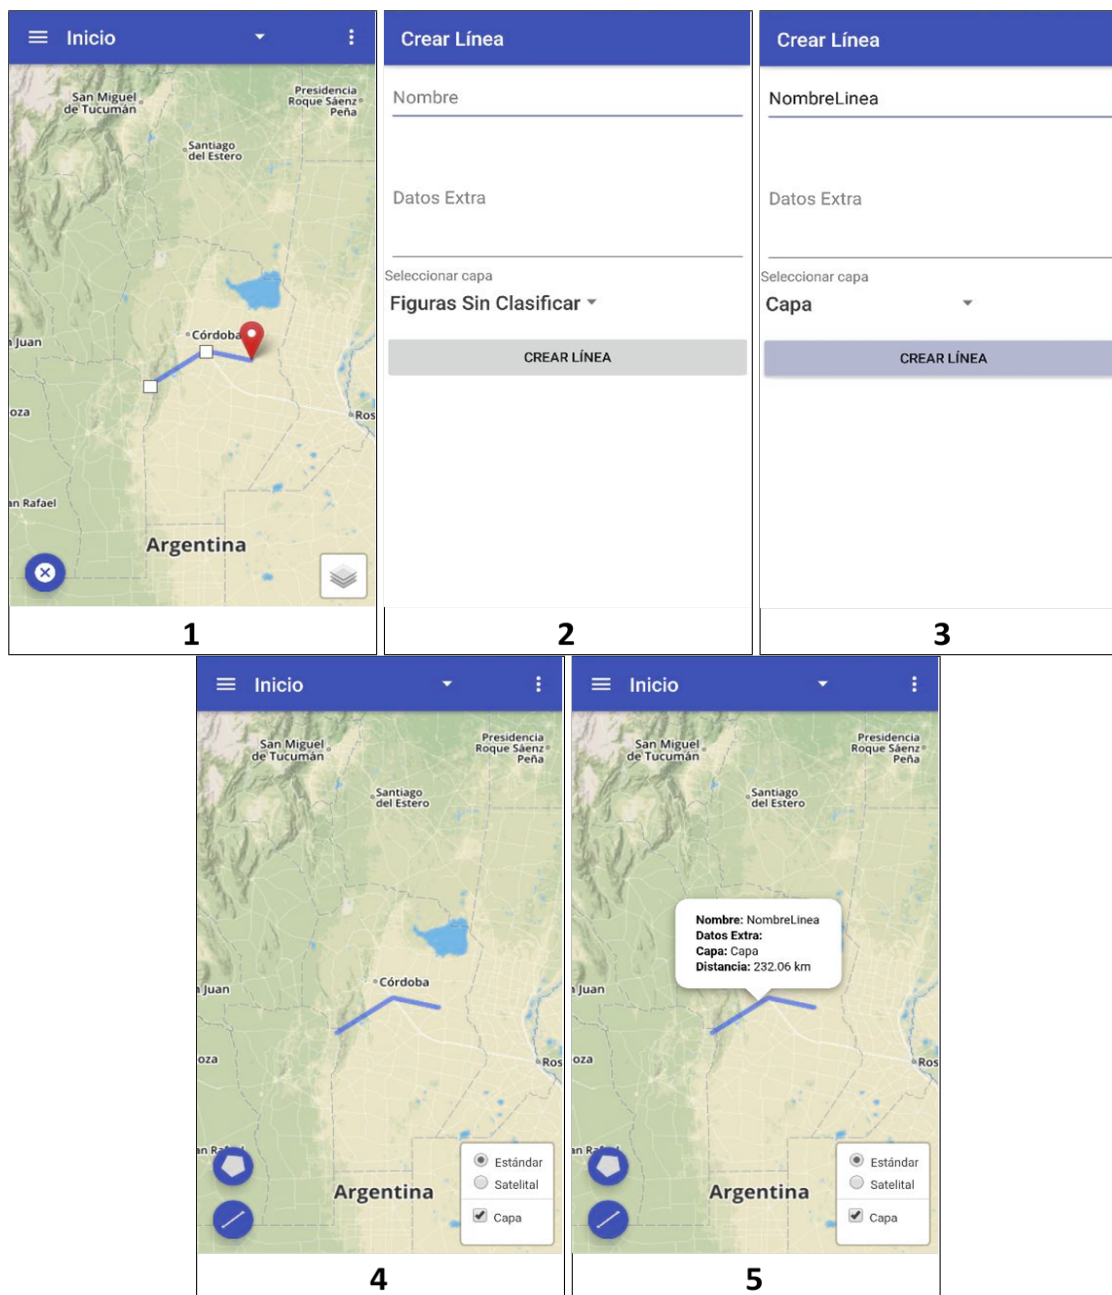 Inicio
San Miguel
de Tucumán
Presidencia
Roque Sáenz
Peña
Santiago
del Estero
Córdoba
Juan
oza
Ros
an Rafael
Argentina
1
Crear Línea
Nombre
Datos Extra
Seleccionar capa
Figuras Sin Clasificar
CREAR LÍNEA
2
Crear Línea
NombreLinea
Datos Extra
Seleccionar capa
Capa
CREAR LÍNEA
3
Inicio
San Miguel
de Tucumán
Presidencia
Roque Sáenz
Peña
Santiago
del Estero
Córdoba
Juan
oza
Ros
an Ra
Argentina
Estándar
Satelital
Capa
4
Inicio
San Miguel
de Tucumán
Presidencia
Roque Sáenz
Peña
Santiago
del Estero
Nombre: NombreLinea
Datos Extra:
Capa: Capa
Distancia: 232.06 km
Juan
oza
Ros
an Ra
Argentina
Estándar
Satelital
Capa
5